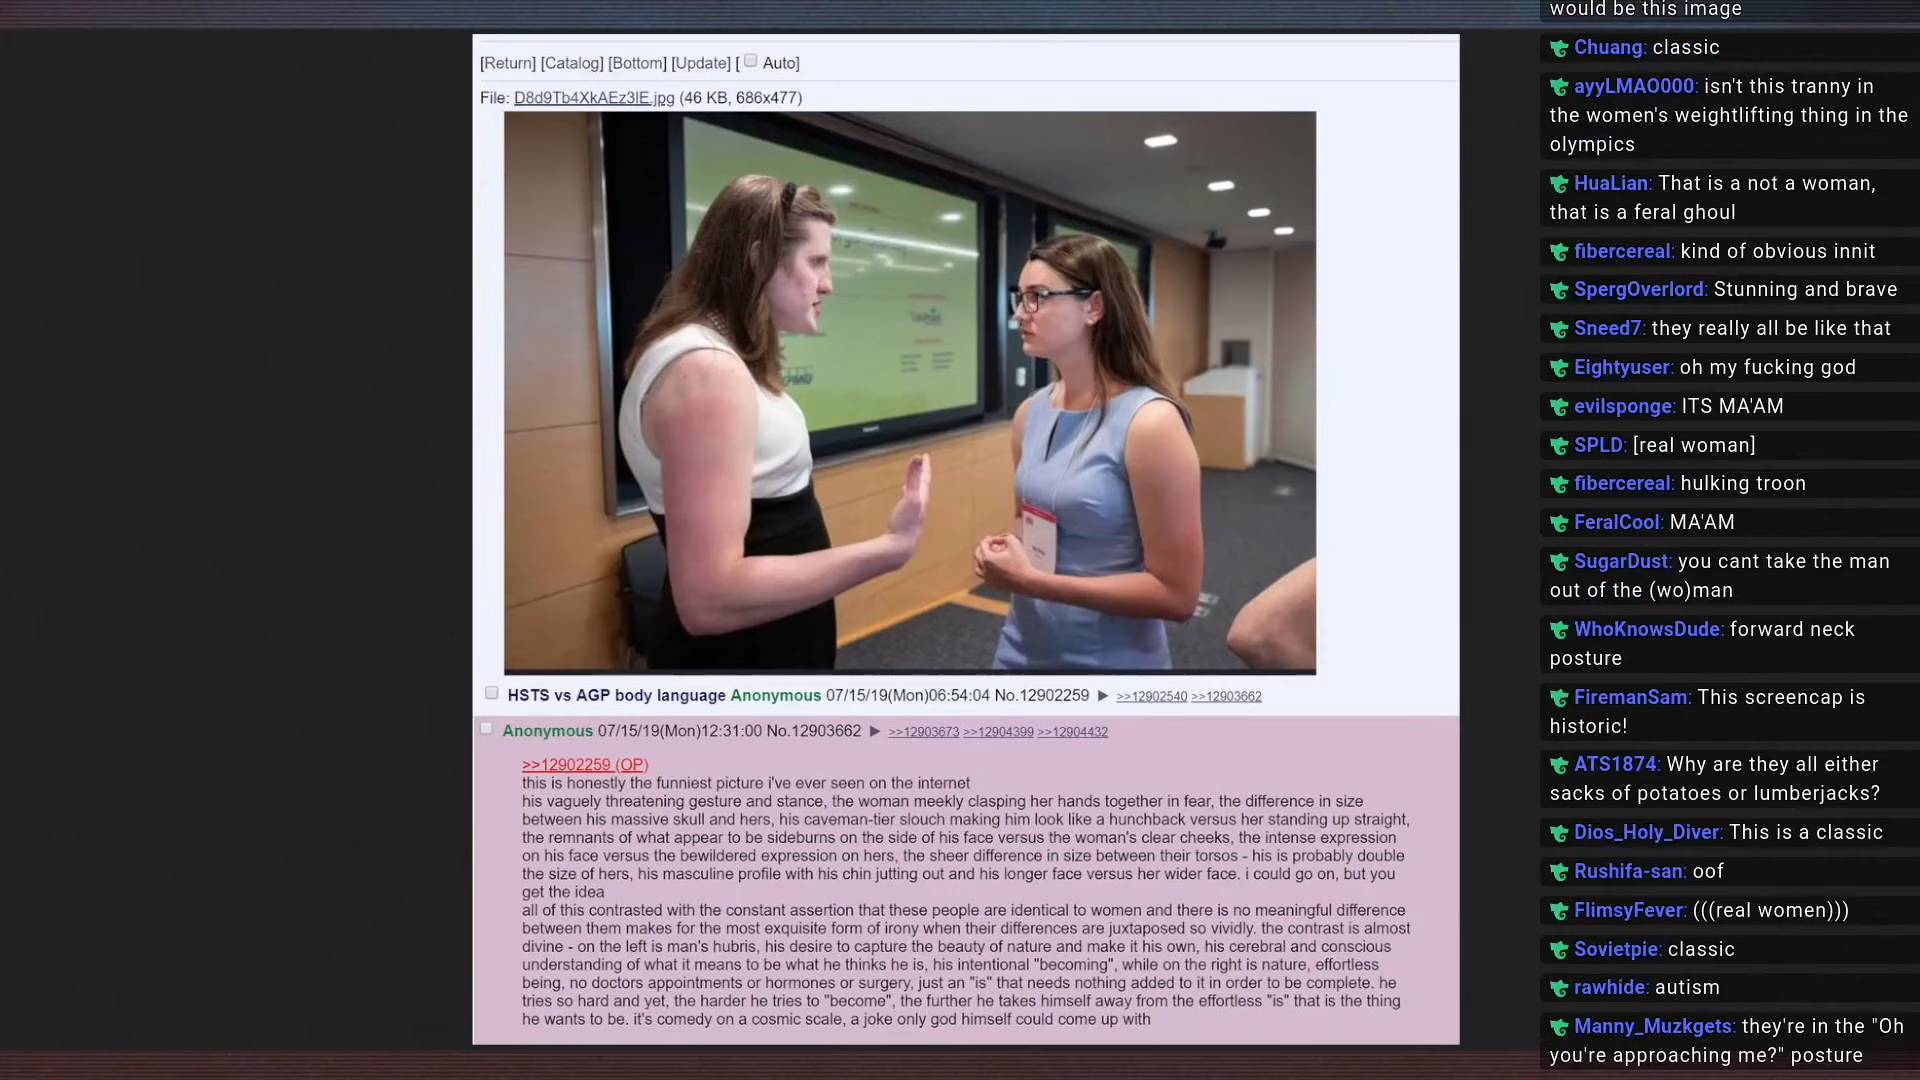 would be this image
[Return] [Catalog] [Bottom] [Update] [ Auto]
File: D8d9Tb4XkAEz3lE.jpg (46 KB, 686x477)
KPMG
HSTS vs AGP body language Anonymous 07/15/19(Mon)06:54:04 No.12902259 ▶ >>12902540 >>12903662
Anonymous 07/15/19(Mon)12:31:00 No.12903662 ▶ >>12903673 >>12904399 >>12904432
>>12902259 (OP)
this is honestly the funniest picture i've ever seen on the internet
his vaguely threatening gesture and stance, the woman meekly clasping her hands together in fear, the difference in size
between his massive skull and hers, his caveman-tier slouch making him look like a hunchback versus her standing up straight,
the remnants of what appear to be sideburns on the side of his face versus the woman's clear cheeks, the intense expression
on his face versus the bewildered expression on hers, the sheer difference in size between their torsos - his is probably double
the size of hers, his masculine profile with his chin jutting out and his longer face versus her wider face. i could go on, but you
get the idea
all of this contrasted with the constant assertion that these people are identical to women and there is no meaningful difference
between them makes for the most exquisite form of irony when their differences are juxtaposed so vividly. the contrast is almost
divine - on the left is man's hubris, his desire to capture the beauty of nature and make it his own, his cerebral and conscious
understanding of what it means to be what he thinks he is, his intentional "becoming", while on the right is nature, effortless
being, no doctors appointments or hormones or surgery, just an "is" that needs nothing added to it in order to be complete. he
tries so hard and yet, the harder he tries to "become", the further he takes himself away from the effortless "is" that is the thing
he wants to be. it's comedy on a cosmic scale, a joke only god himself could come up with
Chuang: classic
ayyLMAO000: isn't this tranny in
the women's weightlifting thing in the
olympics
HuaLian: That is a not a woman,
that is a feral ghoul
fibercereal: kind of obvious innit
SpergOverlord: Stunning and brave
Sneed7: they really all be like that
Eightyuser: oh my fucking god
evilsponge: ITS MA'AM
SPLD: [real woman]
fibercereal: hulking troon
FeralCool: MA'AM
SugarDust: you cant take the man
out of the (wo)man
WhoKnowsDude: forward neck
posture
FiremanSam: This screencap is
historic!
ATS1874: Why are they all either
sacks of potatoes or lumberjacks?
Dios_Holy_Diver: This is a classic
Rushifa-san: oof
FlimsyFever: (((real women)))
Sovietpie: classic
rawhide: autism
Manny_Muzkgets: they're in the "Oh
you're approaching me?" posture